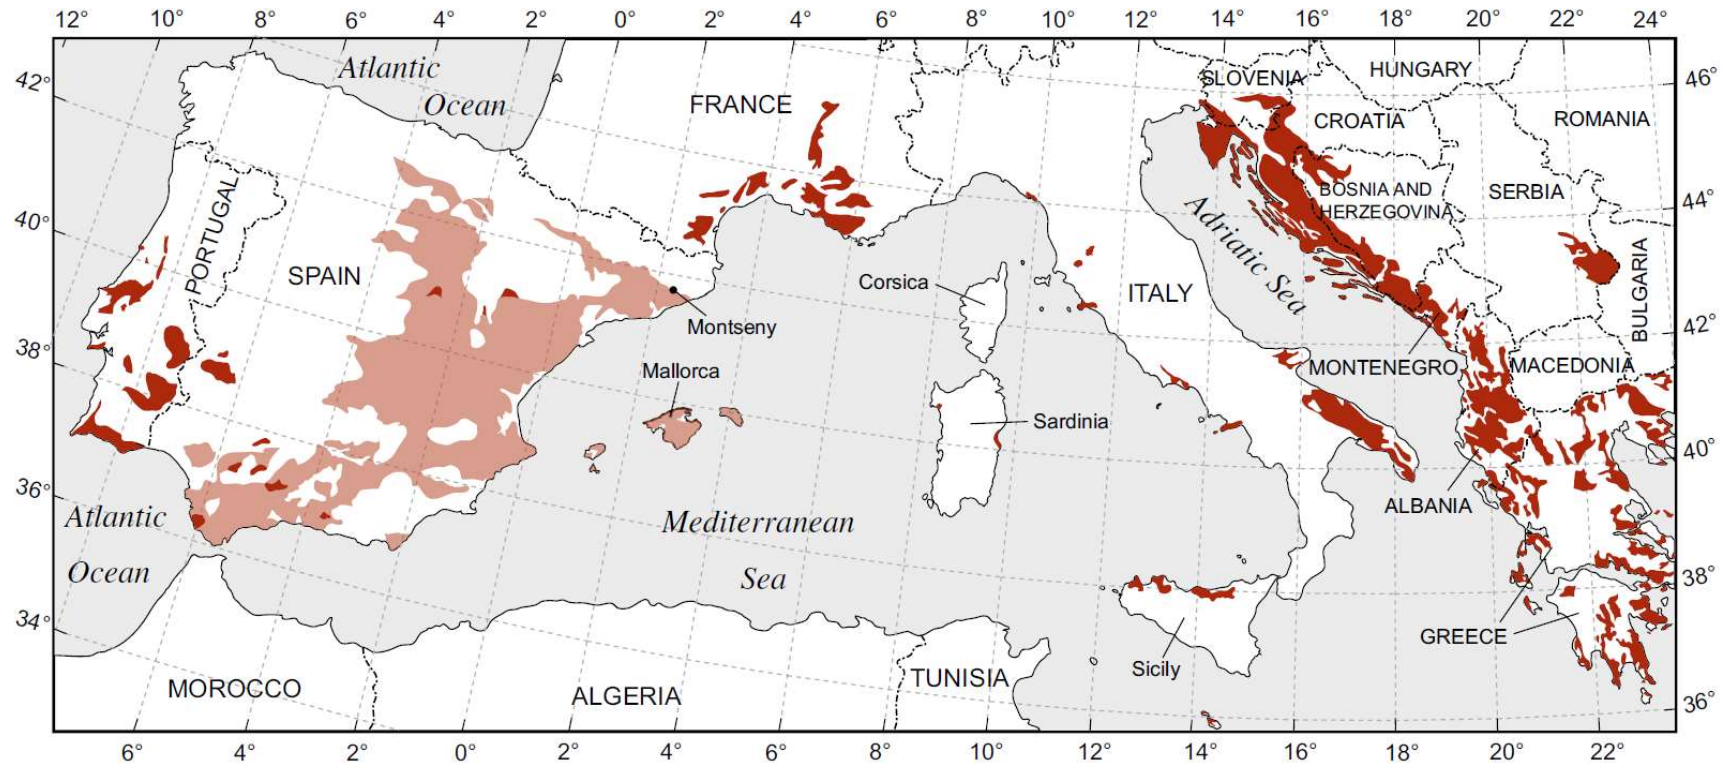 12° 10° 8° 6° 4° 2° 0° 2° 4° 6° 8° 10° 12° 14° 16° 18° 20° 22° 24°
Atlantic
Ocean
FRANCE
SLOVENIA
HUNGARY
CROATIA
ROMANIA
42°
46°
PORTUGAL
SPAIN
BOSNIA AND
HERZEGOVINA
SERBIA
Adriatic Sea
BULGARIA
40°
44°
Corsica
ITALY
Montseny
38°
42°
Mallorca
MONTENEGRO
MACEDONIA
Sardinia
40°
36°
Atlantic
Ocean
Mediterranean
Sea
ALBANIA
38°
34°
GREECE
Sicily
MOROCCO
ALGERIA
TUNISIA
36°
6° 4° 2° 0° 2° 4° 6° 8° 10° 12° 14° 16° 18° 20° 22°